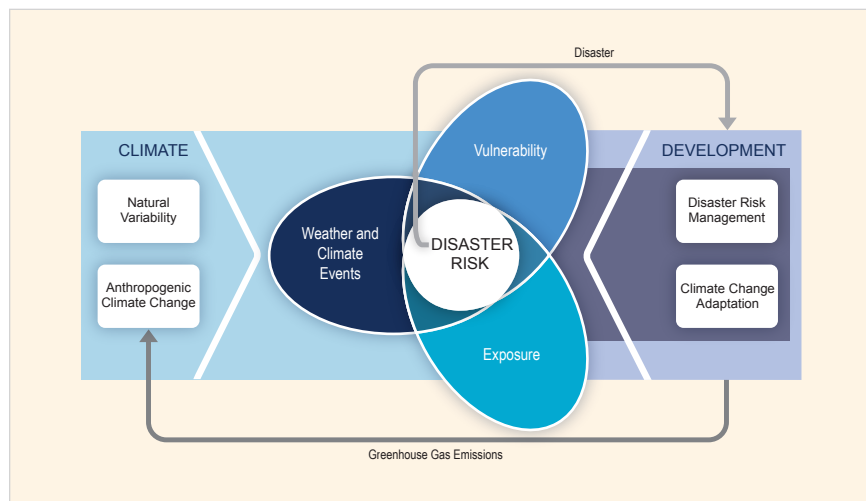 Disaster
CLIMATE
Natural
Variability
Anthropogenic
Climate Change
Weather and
Climate
Events
Vulnerability
DISASTER
RISK
Exposure
DEVELOPMENT
Disaster Risk
Management
Climate Change
Adaptation
Greenhouse Gas Emissions